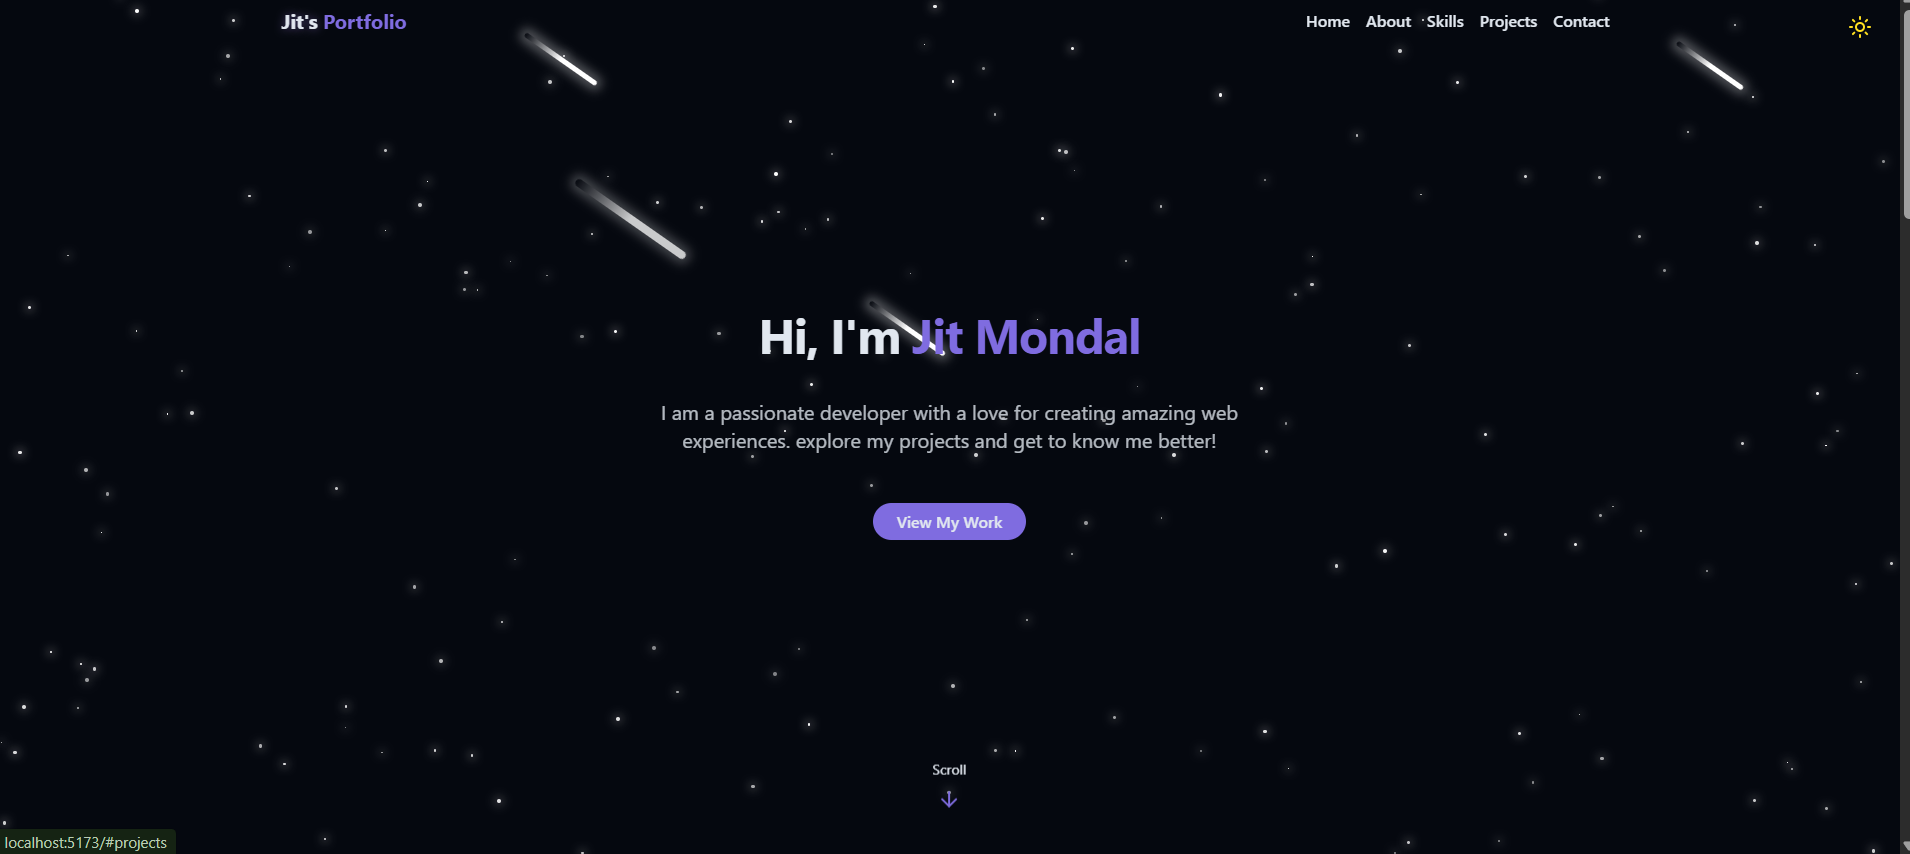 Jit's Portfolio
Home About Skills Projects Contact
Hi, I'm Jit Mondal
I am a passionate developer with a love for creating amazing web
experiences. explore my projects and get to know me better!
View My Work
Scroll
localhost:5173/#projects